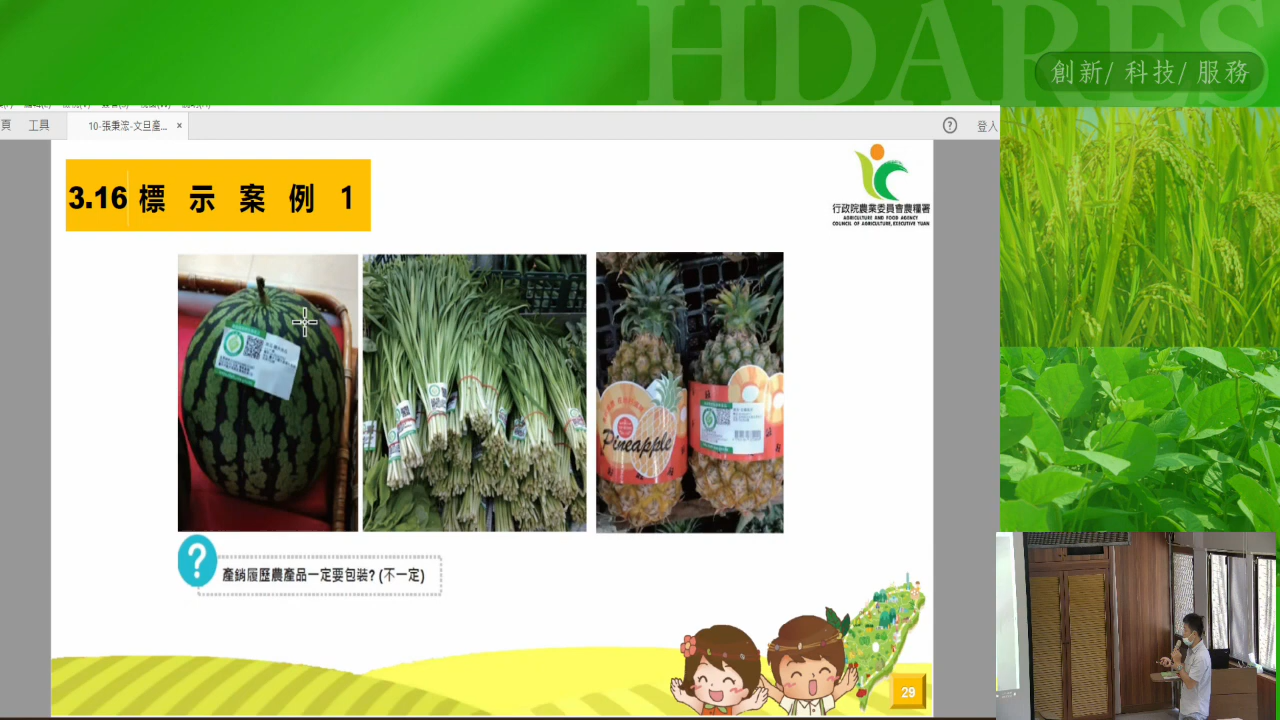 HDARES
創新/ 科技/ 服務
頁 工具 10-張秉浤-文旦產... × ? 登入
3.16 標 示 案 例 1
行政院農業委員會農糧署
AGRICULTURE AND FOOD AGENCY
COUNCIL OF AGRICULTURE, EXECUTIVE YUAN
Pineapple
? 產銷履歷農產品一定要包裝? (不一定)
29